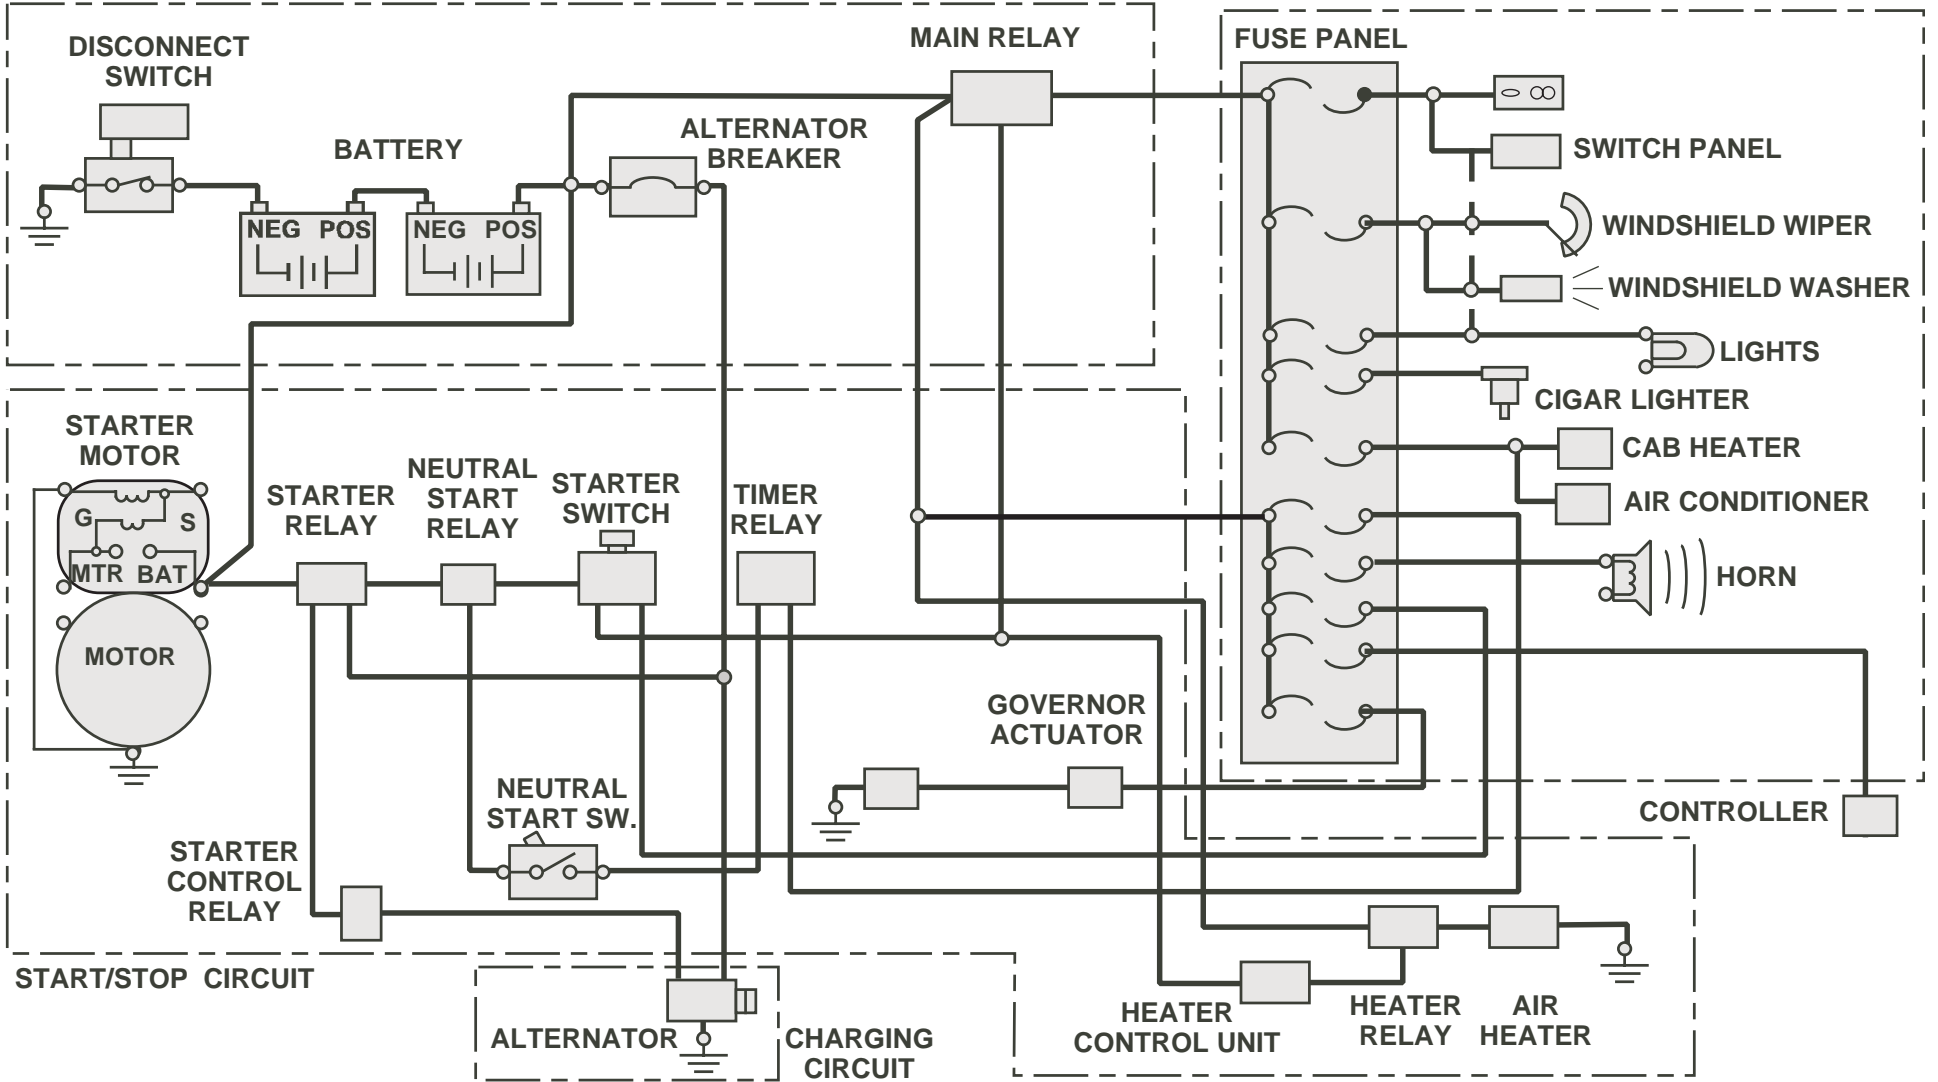 DISCONNECT
SWITCH
BATTERY
NEG POS
NEG POS
ALTERNATOR
BREAKER
MAIN RELAY
FUSE PANEL
SWITCH PANEL
WINDSHIELD WIPER
WINDSHIELD WASHER
LIGHTS
CIGAR LIGHTER
CAB HEATER
AIR CONDITIONER
HORN
STARTER
MOTOR
G
S
MTR BAT
MOTOR
STARTER
RELAY
NEUTRAL
START
RELAY
STARTER
SWITCH
TIMER
RELAY
GOVERNOR
ACTUATOR
NEUTRAL
START SW.
STARTER
CONTROL
RELAY
CONTROLLER
START/STOP CIRCUIT
ALTERNATOR
CHARGING
CIRCUIT
HEATER
CONTROL UNIT
HEATER
RELAY
AIR
HEATER